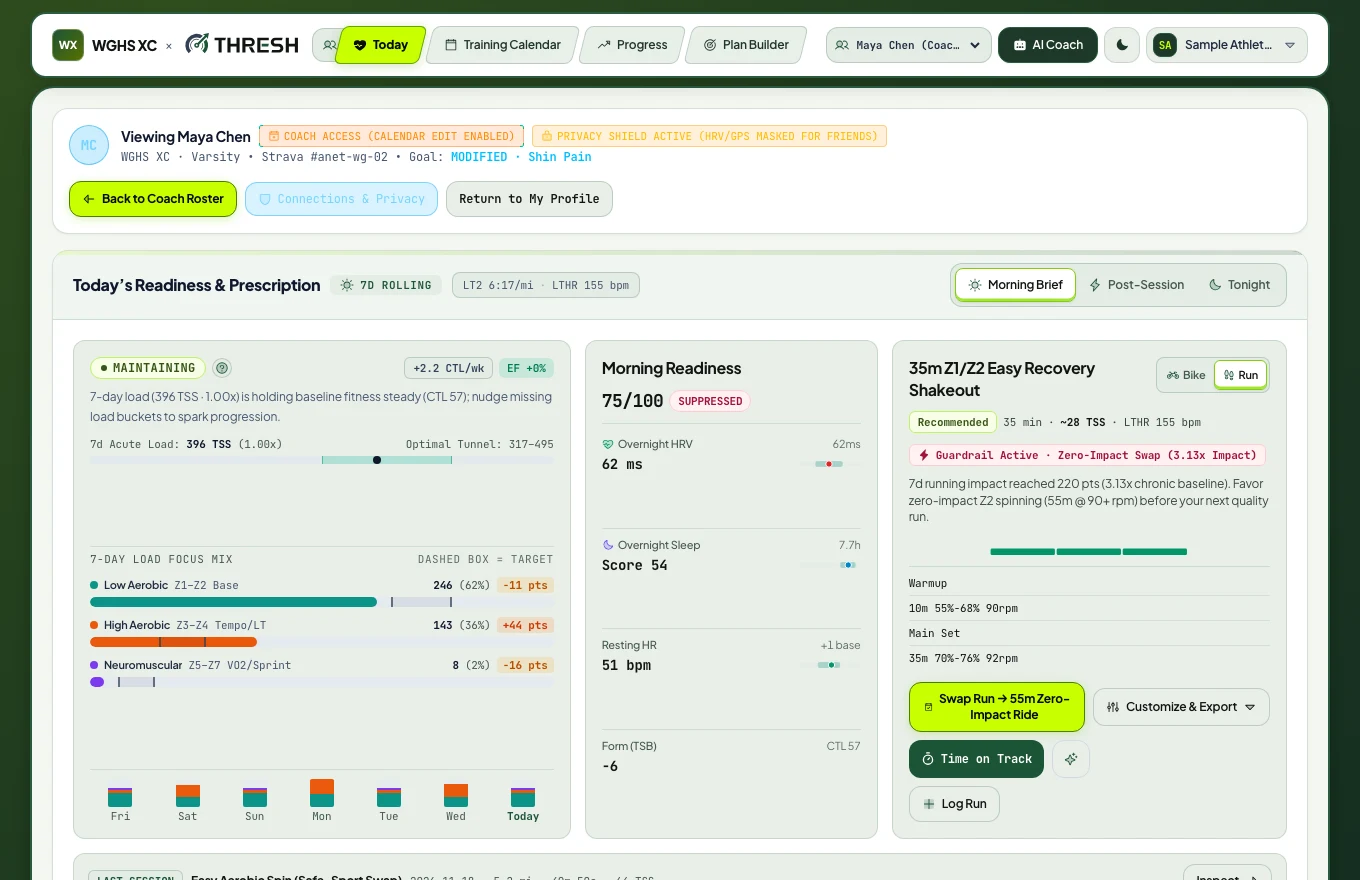 WX WGHS XC × THRESH Today Training Calendar Progress Plan Builder Maya Chen (Coac… AI Coach SA Sample Athlet…
MC Viewing Maya Chen COACH ACCESS (CALENDAR EDIT ENABLED) PRIVACY SHIELD ACTIVE (HRV/GPS MASKED FOR FRIENDS)
WGHS XC · Varsity • Strava #anet-wg-02 • Goal: MODIFIED · Shin Pain
Back to Coach Roster Connections & Privacy Return to My Profile
Today's Readiness & Prescription 7D ROLLING LT2 6:17/mi · LTHR 155 bpm Morning Brief Post-Session Tonight
MAINTAINING +2.2 CTL/wk EF +0%
7-day load (396 TSS · 1.00x) is holding baseline fitness steady (CTL 57); nudge missing
load buckets to spark progression.
7d Acute Load: 396 TSS (1.00x) Optimal Tunnel: 317–495
7-DAY LOAD FOCUS MIX DASHED BOX = TARGET
Low Aerobic Z1–Z2 Base 246 (62%) -11 pts
High Aerobic Z3–Z4 Tempo/LT 143 (36%) +44 pts
Neuromuscular Z5–Z7 VO2/Sprint 8 (2%) -16 pts
Fri Sat Sun Mon Tue Wed Today
Morning Readiness
75/100 SUPPRESSED
Overnight HRV 62ms
62 ms
Overnight Sleep 7.7h
Score 54
Resting HR +1 base
51 bpm
Form (TSB) CTL 57
-6
35m Z1/Z2 Easy Recovery
Shakeout
Bike Run
Recommended 35 min · ~28 TSS · LTHR 155 bpm
Guardrail Active · Zero-Impact Swap (3.13x Impact)
7d running impact reached 220 pts (3.13x chronic baseline). Favor
zero-impact Z2 spinning (55m @ 90+ rpm) before your next quality
run.
Warmup
10m 55%-68% 90rpm
Main Set
35m 70%-76% 92rpm
Swap Run → 55m Zero-
Impact Ride
Customize & Export
Time on Track
Log Run
LAST SESSION Easy Aerobic Spin (Safe-Sport Swap)
Inspect